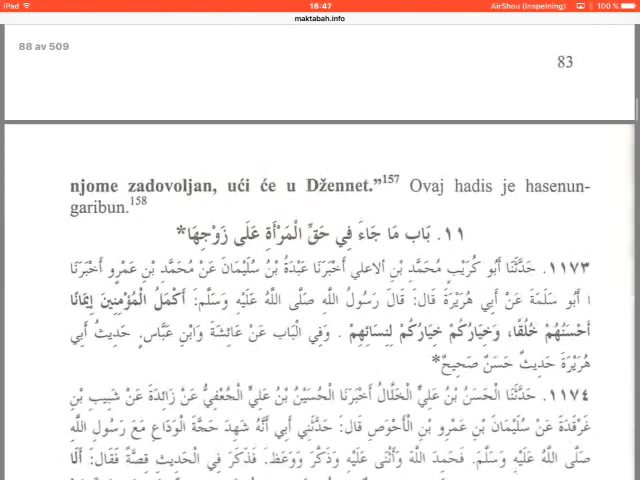 iPad 18:47 AirShou (Inspelning) 100 %
maktabah.info
88 av 509
83
njome zadovoljan, ući će u Džennet.”157 Ovaj hadis je hasenun-
garibun.158
١١. بَاب مَا جَاءَ فِي حَقِّ الْمَرْأَةِ عَلَى زَوْجِهَا*
١١٧٣. حَدَّثَنَا أَبُو كُرَيْبٍ مُحَمَّدِ بْنِ الاعلي أَخْبَرَنَا عَبْدَةُ بْنُ سُلَيْمَانَ عَنْ مُحَمَّدِ بْنِ عَمْرٍو أَخْبَرَنَا
ا أَبُو سَلَمَةَ عَنْ أَبِي هُرَيْرَةَ قَالَ: قَالَ رَسُولُ اللَّهِ صَلَّى اللَّهُ عَلَيْهِ وَسَلَّمَ: أَكْمَلُ الْمُؤْمِنِينَ إِيمَانًا
أَحْسَنُهُمْ خُلُقًا، وَخِيَارُكُمْ خِيَارُكُمْ لِنِسَائِهِمْ . وَفِي الْبَاب عَنْ عَائِشَةَ وَابْنِ عَبَّاسٍ. حَدِيثُ أَبِي
هُرَيْرَةَ حَدِيثٌ حَسَنٌ صَحِيحٌ*
١١٧٤. حَدَّثَنَا الْحَسَنُ بْنُ عَلِيٍّ الْخَلَّالُ أَخْبَرَنَا الْحُسَيْنُ بْنُ عَلِيٍّ الْجُعْفِيُّ عَنْ زَائِدَةَ عَنْ شَبِيبِ بْنِ
غَرْقَدَةَ عَنْ سُلَيْمَانَ بْنِ عَمْرِو بْنِ الْأَحْوَصِ قَالَ: حَدَّثَنِي أَبِي أَنَّهُ شَهِدَ حَجَّةَ الْوَدَاعِ مَعَ رَسُولِ اللَّهِ
صَلَّى اللَّهُ عَلَيْهِ وَسَلَّمَ. فَحَمِدَ اللَّهَ وَأَثْنَى عَلَيْهِ وَذَكَّرَ وَوَعَظَ. فَذَكَرَ فِي الْحَدِيثِ قِصَّةً فَقَالَ: أَلَا